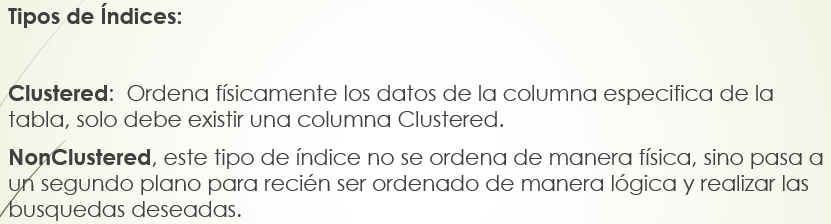 Tipos de Índices:
Clustered:  Ordena físicamente los datos de la columna especifica de la
tabla, solo debe existir una columna Clustered.
NonClustered, este tipo de índice no se ordena de manera física, sino pasa a
un segundo plano para recién ser ordenado de manera lógica y realizar las
busquedas deseadas.